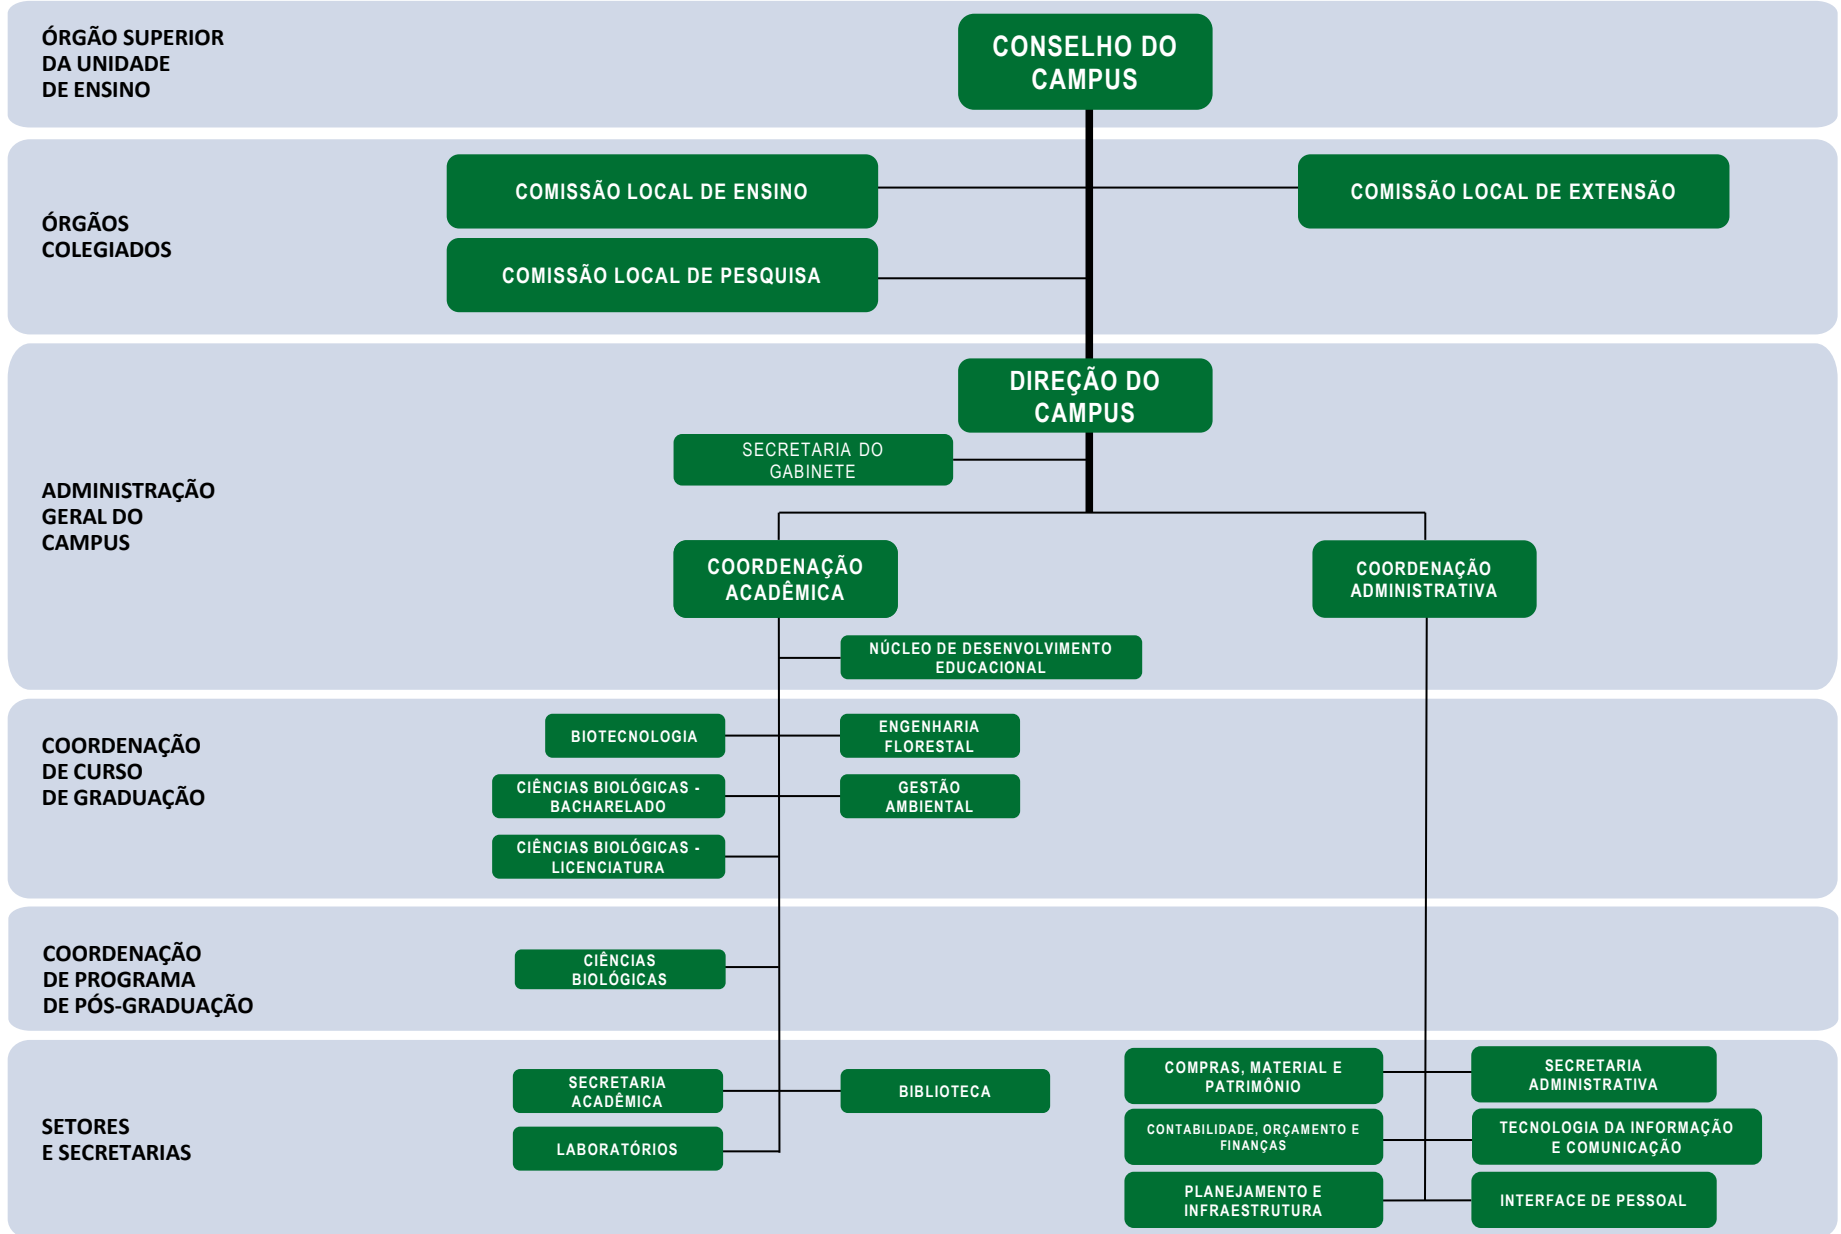 ÓRGÃO SUPERIOR
DA UNIDADE
DE ENSINO
CONSELHO DO
CAMPUS
ÓRGÃOS
COLEGIADOS
COMISSÃO LOCAL DE ENSINO
COMISSÃO LOCAL DE EXTENSÃO
COMISSÃO LOCAL DE PESQUISA
ADMINISTRAÇÃO
GERAL DO
CAMPUS
DIREÇÃO DO
CAMPUS
SECRETARIA DO
GABINETE
COORDENAÇÃO
ACADÊMICA
COORDENAÇÃO
ADMINISTRATIVA
NÚCLEO DE DESENVOLVIMENTO
EDUCACIONAL
COORDENAÇÃO
DE CURSO
DE GRADUAÇÃO
BIOTECNOLOGIA
ENGENHARIA
FLORESTAL
CIÊNCIAS BIOLÓGICAS -
BACHARELADO
GESTÃO
AMBIENTAL
CIÊNCIAS BIOLÓGICAS -
LICENCIATURA
COORDENAÇÃO
DE PROGRAMA
DE PÓS-GRADUAÇÃO
CIÊNCIAS
BIOLÓGICAS
SETORES
E SECRETARIAS
SECRETARIA
ACADÊMICA
BIBLIOTECA
LABORATÓRIOS
COMPRAS, MATERIAL E
PATRIMÔNIO
SECRETARIA
ADMINISTRATIVA
CONTABILIDADE, ORÇAMENTO E
FINANÇAS
TECNOLOGIA DA INFORMAÇÃO
E COMUNICAÇÃO
PLANEJAMENTO E
INFRAESTRUTURA
INTERFACE DE PESSOAL